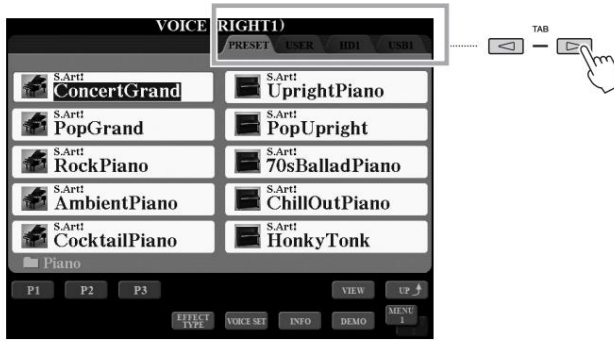 VOICE (RIGHT1)
PRESET USER HD1 USB1
TAB
S.Art! ConcertGrand
S.Art! UprightPiano
S.Art! PopGrand
S.Art! PopUpright
S.Art! RockPiano
S.Art! 70sBalladPiano
S.Art! AmbientPiano
S.Art! ChillOutPiano
S.Art! CocktailPiano
S.Art! HonkyTonk
Piano
P1 P2 P3 VIEW UP
EFFECT TYPE VOICE SET INFO DEMO MENU 1